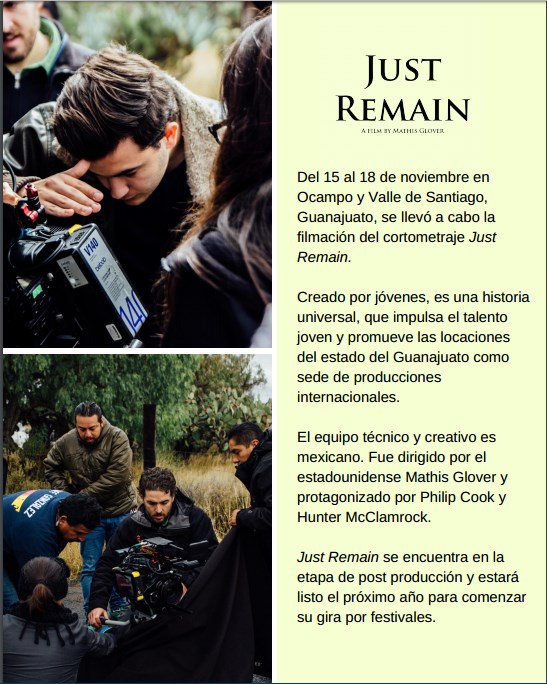 JUST
REMAIN
A FILM BY MATHIS GLOVER
Del 15 al 18 de noviembre en
Ocampo y Valle de Santiago,
Guanajuato, se llevó a cabo la
filmación del cortometraje Just
Remain.
Creado por jóvenes, es una historia
universal, que impulsa el talento
joven y promueve las locaciones
del estado del Guanajuato como
sede de producciones
internacionales.
El equipo técnico y creativo es
mexicano. Fue dirigido por el
estadounidense Mathis Glover y
protagonizado por Philip Cook y
Hunter McClamrock.
Just Remain se encuentra en la
etapa de post producción y estará
listo el próximo año para comenzar
su gira por festivales.
V140
140
GONZALEZ